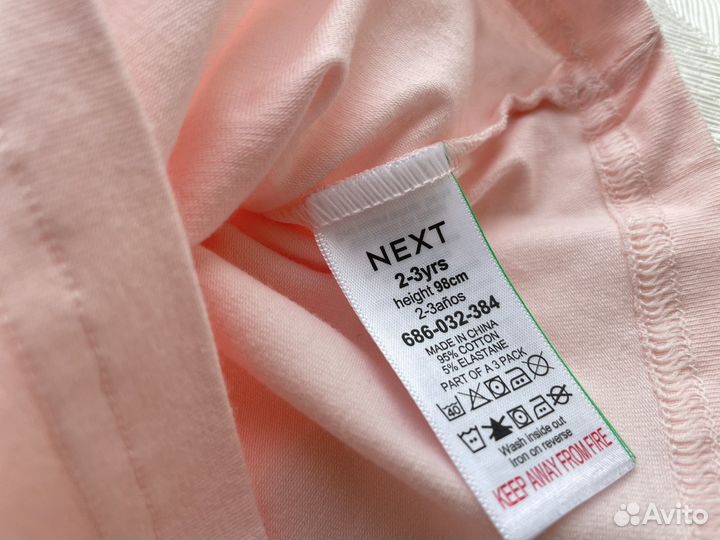 NEXT
2-3yrs
height 98cm
2-3años
686-032-384
MADE IN CHINA
95% COTTON
5% ELASTANE
PART OF A 3 PACK
40
Wash inside out
Iron on reverse
KEEP AWAY FROM FIRE
Avito